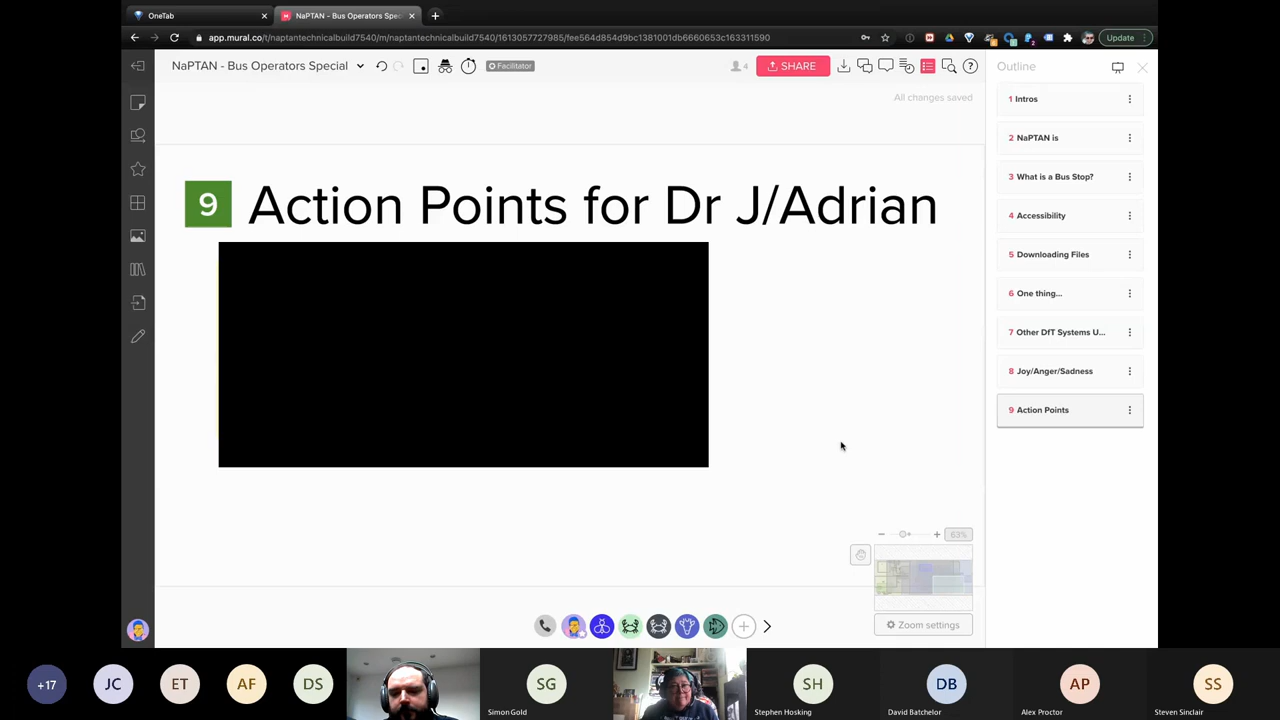 OneTab
NaPTAN - Bus Operators Speci
app.mural.co/t/naptantechnicalbuild7540/m/naptantechnicalbuild7540/1613057727985/fee564d854d9bc1381001db6660653c163311590
Update
NaPTAN - Bus Operators Special
Facilitator
4
SHARE
All changes saved
Outline
1 Intros
2 NaPTAN is
3 What is a Bus Stop?
4 Accessibility
5 Downloading Files
6 One thing...
7 Other DfT Systems U...
8 Joy/Anger/Sadness
9 Action Points
9 Action Points for Dr J/Adrian
63%
Zoom settings
+17
JC
ET
AF
DS
SG
Simon Gold
SH
Stephen Hosking
DB
David Batchelor
AP
Alex Proctor
SS
Steven Sinclair